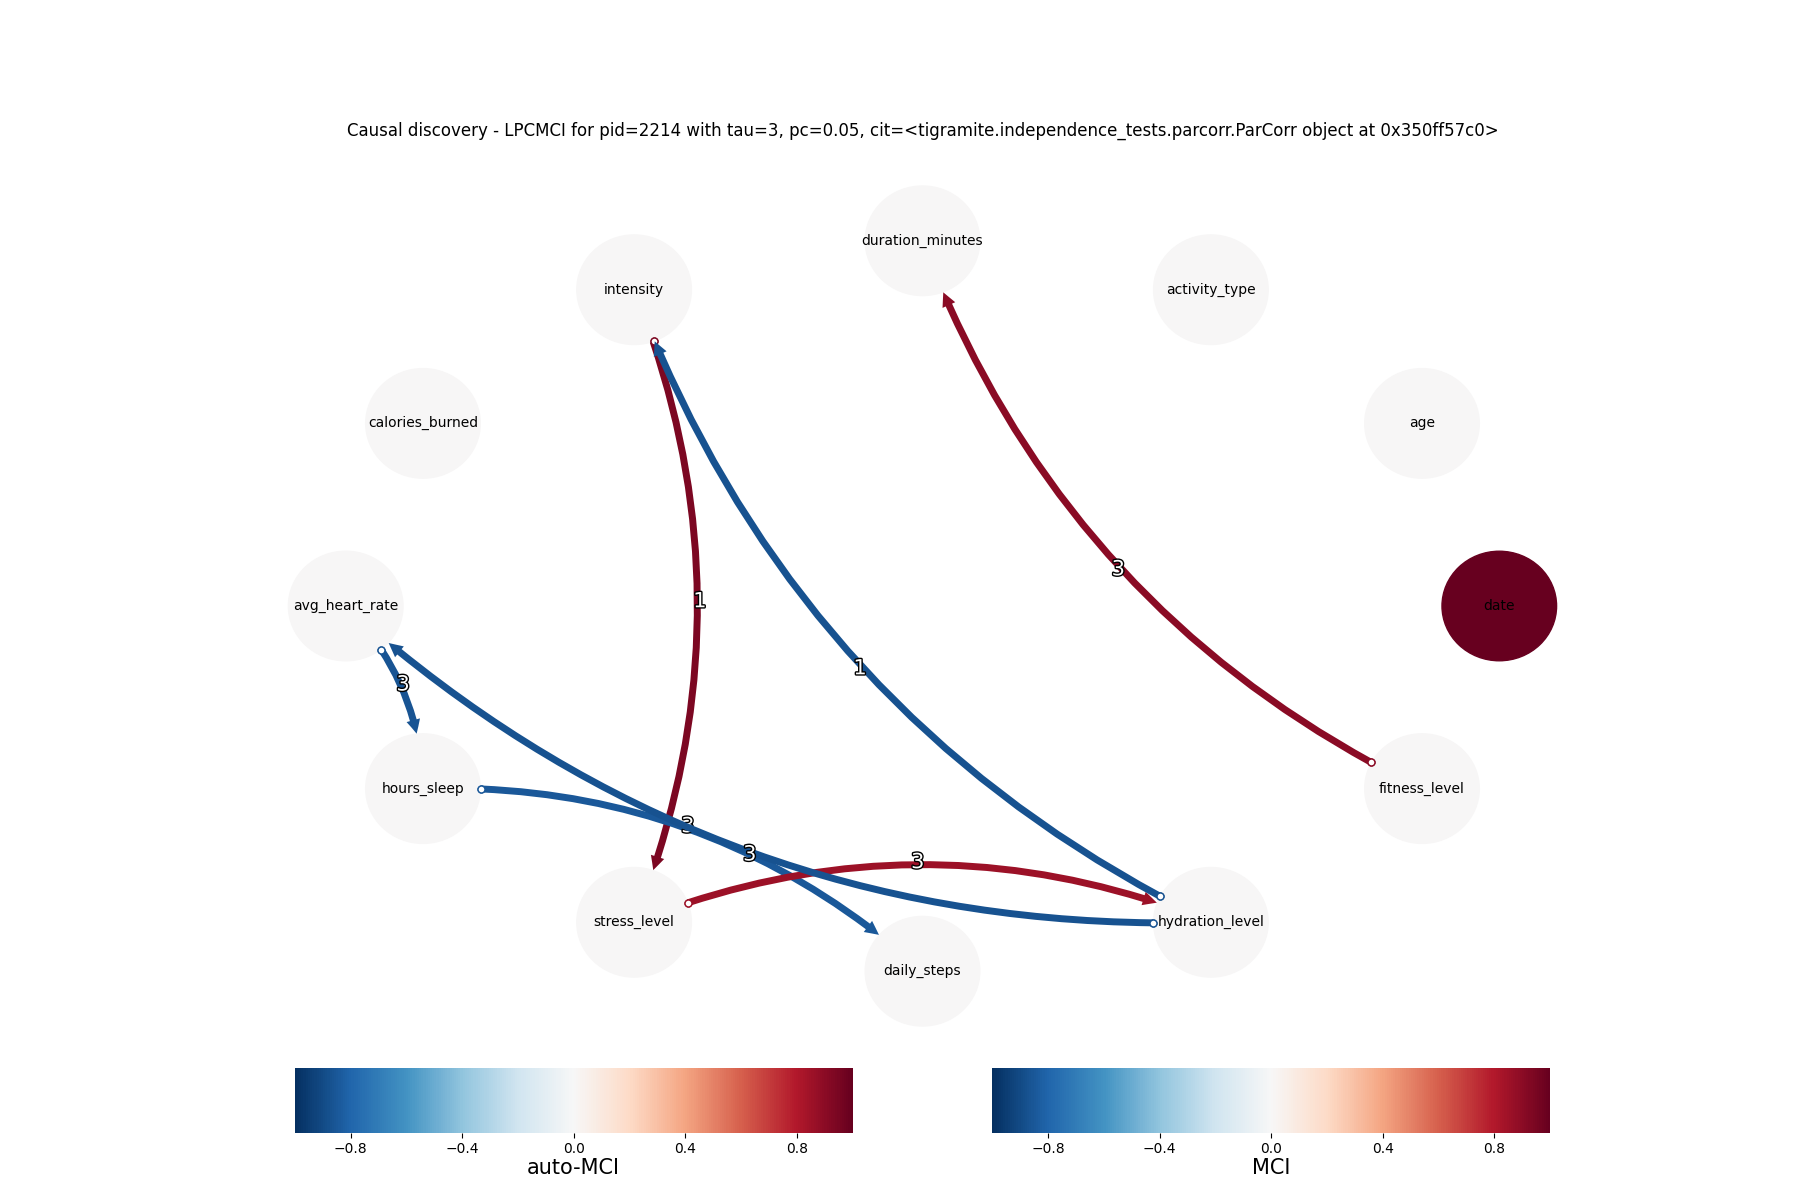 Causal discovery - LPCMCI for pid=2214 with tau=3, pc=0.05, cit=<tigramite.independence_tests.parcorr.ParCorr object at 0x350ff57c0>
duration_minutes
intensity
activity_type
calories_burned
age
3
1
avg_heart_rate
date
1
3
hours_sleep
fitness_level
3
3
3
stress_level
hydration_level
daily_steps
−0.8 −0.4 0.0 0.4 0.8
auto-MCI
−0.8 −0.4 0.0 0.4 0.8
MCI